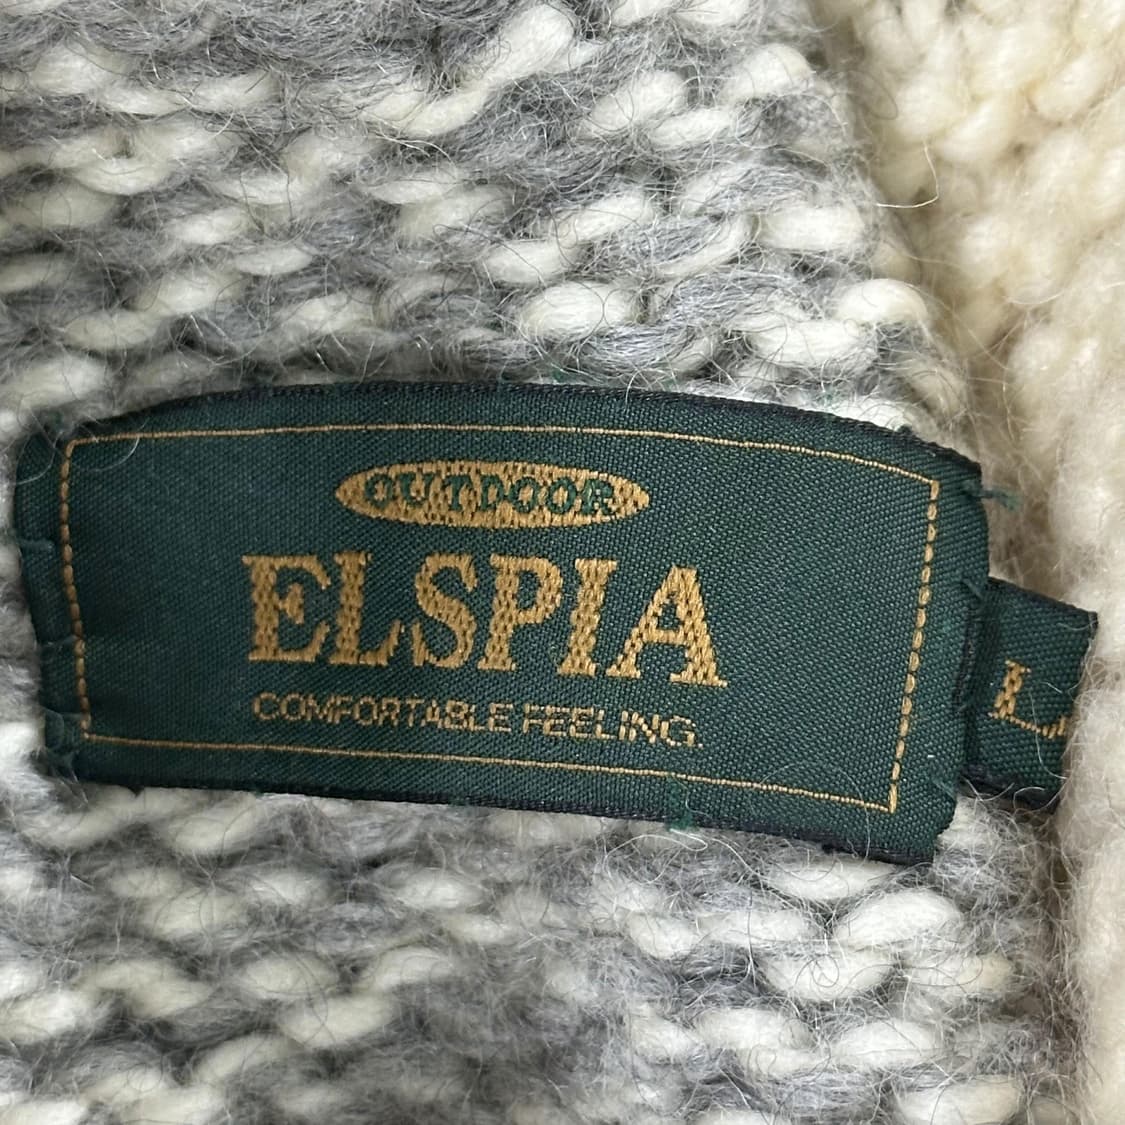 OUTDOOR
ELSPIA
COMFORTABLE FEELING.
L